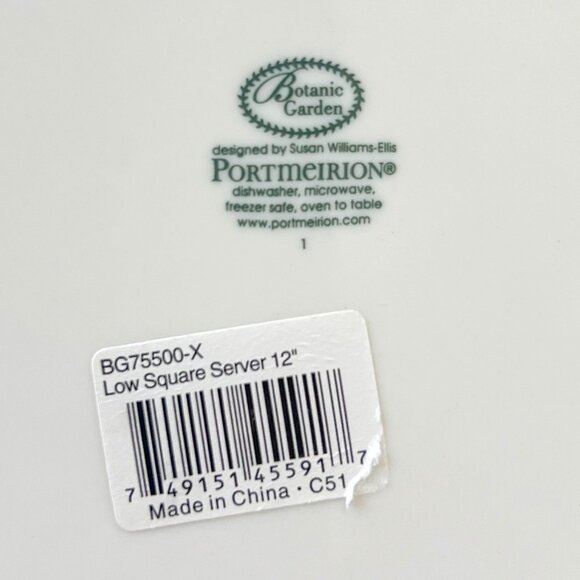 Botanic
Garden
designed by Susan Williams-Ellis
PORTMEIRION®
dishwasher, microwave,
freezer safe, oven to table
www.portmeirion.com
1
BG75500-X
Low Square Server 12"
7 49151 45591 7
Made in China · C51